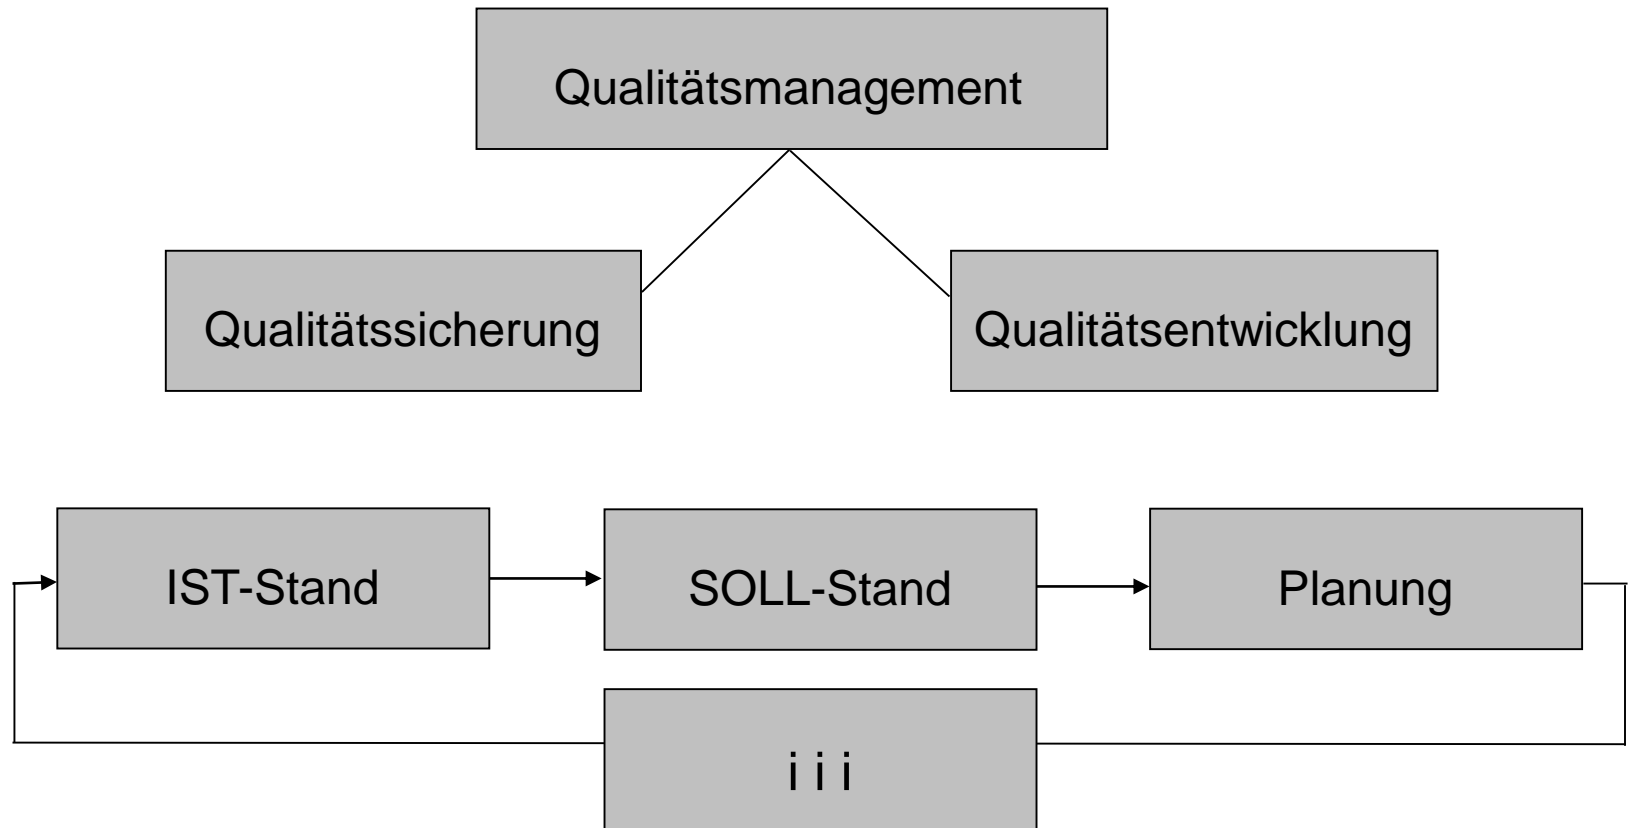 Qualitätsmanagement
Qualitätssicherung
Qualitätsentwicklung
IST-Stand
SOLL-Stand
Planung
i i i